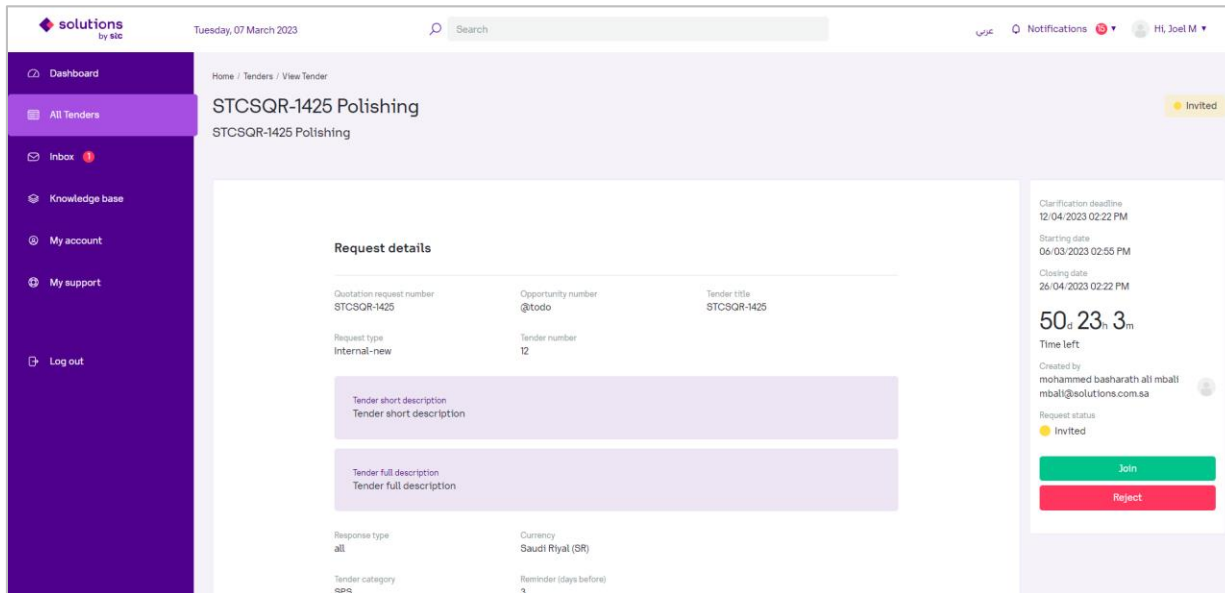 solutions
by stc
Tuesday, 07 March 2023
Search
عربي
Notifications 15
Hi, Joel M
Dashboard
All Tenders
Inbox 1
Knowledge base
My account
My support
Log out
Home / Tenders / View Tender
STCSQR-1425 Polishing
STCSQR-1425 Polishing
Invited
Request details
Quotation request number
STCSQR-1425
Opportunity number
@todo
Tender title
STCSQR-1425
Request type
Internal-new
Tender number
12
Tender short description
Tender short description
Tender full description
Tender full description
Response type
all
Currency
Saudi Riyal (SR)
Tender category
SPS
Reminder (days before)
3
Clarification deadline
12/04/2023 02:22 PM
Starting date
06/03/2023 02:55 PM
Closing date
26/04/2023 02:22 PM
50d 23h 3m
Time left
Created by
mohammed basharath ali mbali
mbali@solutions.com.sa
Request status
Invited
Join
Reject